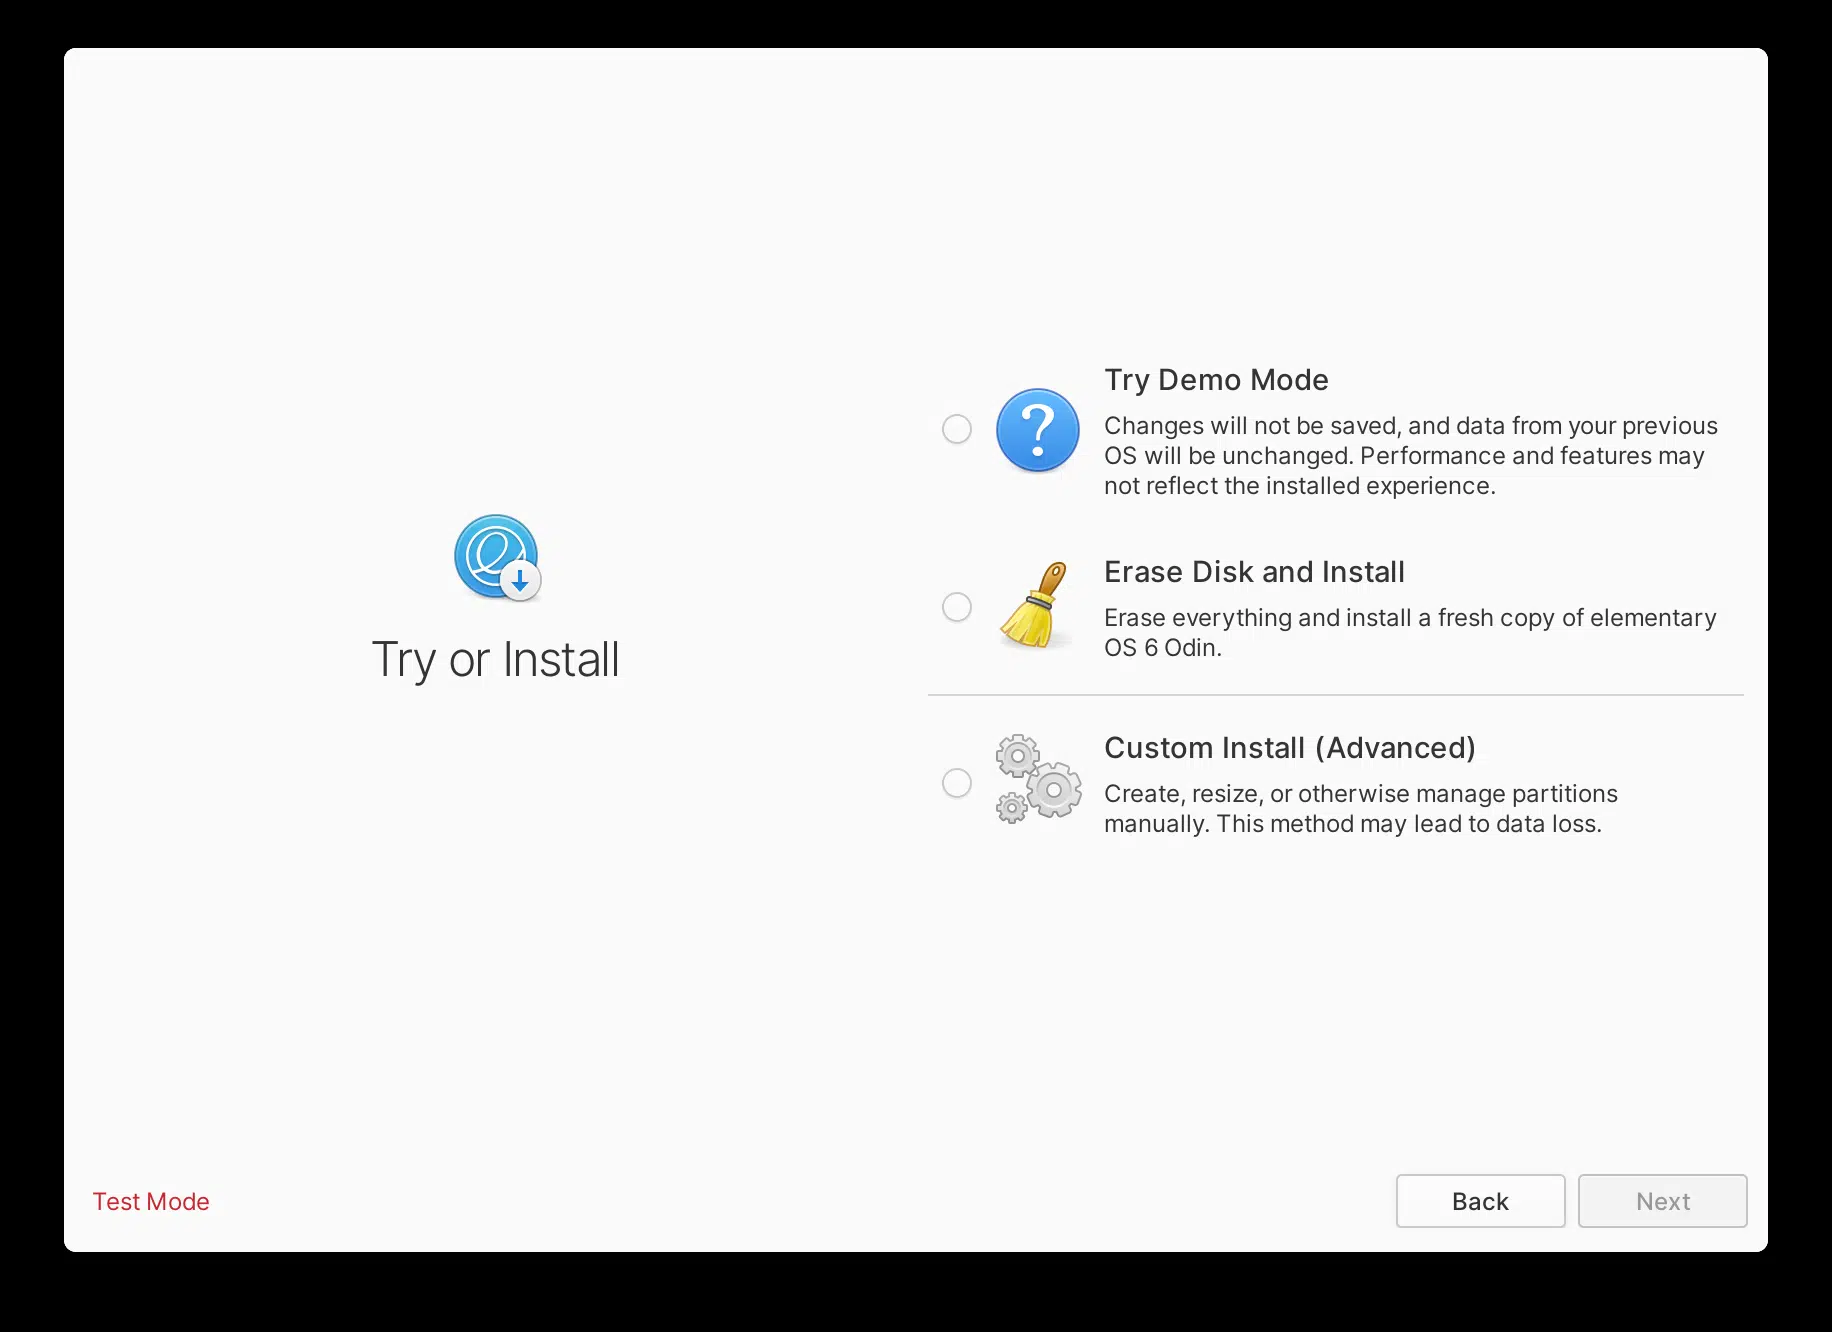 Try or Install
Try Demo Mode
Changes will not be saved, and data from your previous
OS will be unchanged. Performance and features may
not reflect the installed experience.
Erase Disk and Install
Erase everything and install a fresh copy of elementary
OS 6 Odin.
Custom Install (Advanced)
Create, resize, or otherwise manage partitions
manually. This method may lead to data loss.
Test Mode
Back
Next